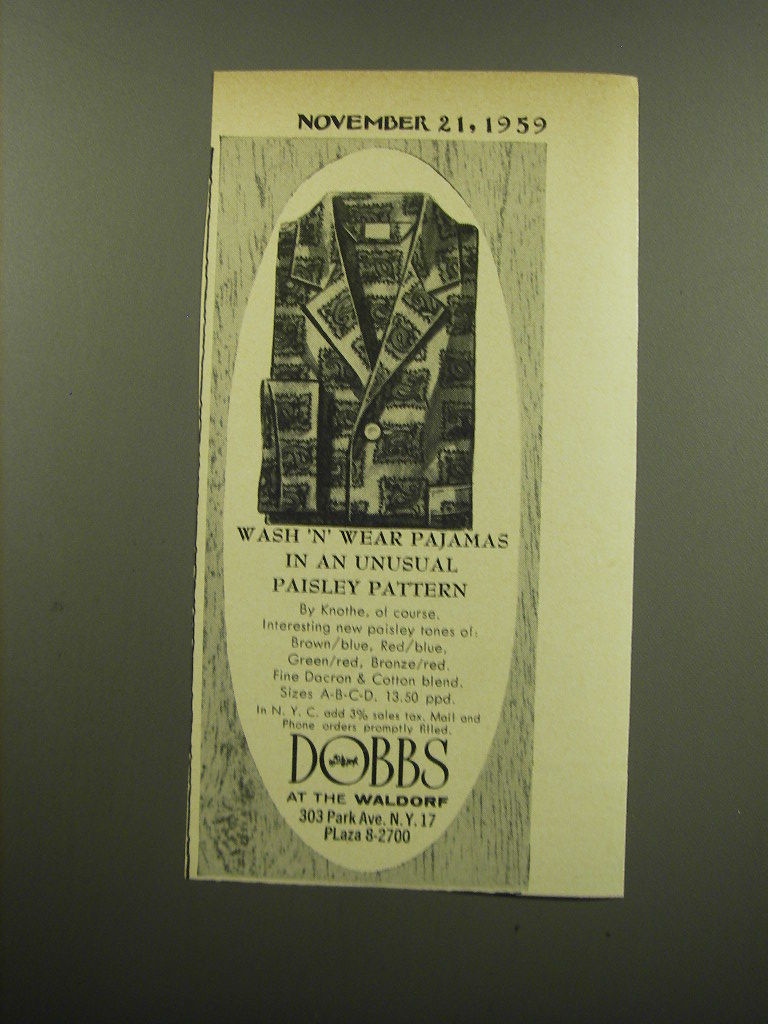 NOVEMBER 21, 1959
WASH 'N' WEAR PAJAMAS
IN AN UNUSUAL
PAISLEY PATTERN
By Knothe, of course.
Interesting new paisley tones of:
Brown/blue, Red/blue,
Green/red, Bronze/red.
Fine Dacron & Cotton blend.
Sizes A-B-C-D. 13.50 ppd.
In N. Y. C. add 3% sales tax. Mail and
Phone orders promptly filled.
DOBBS
AT THE WALDORF
303 Park Ave. N. Y. 17
PLaza 8-2700